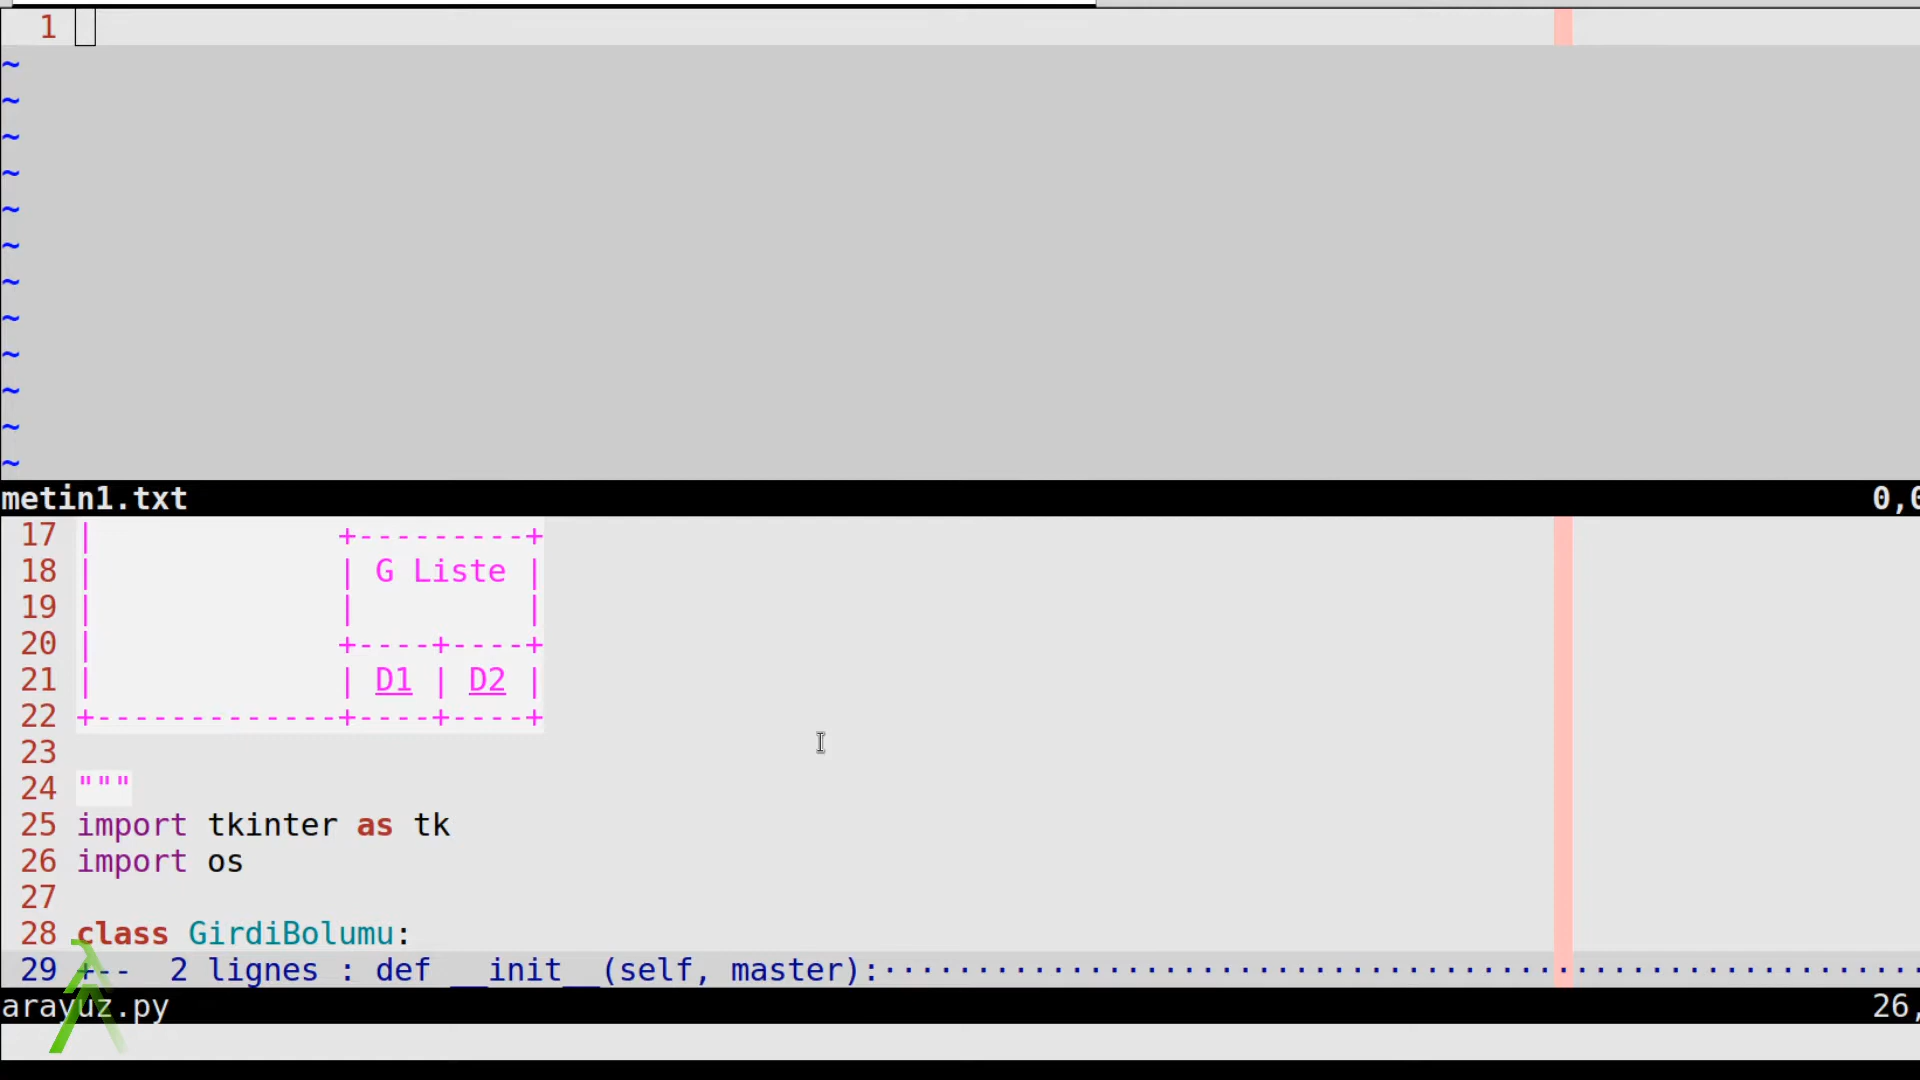 1
~
~
~
~
~
~
~
~
~
~
~
~
metin1.txt 0,0
17 |             +---------+
18 |             | G Liste |
19 |             |         |
20 |             +----+----+
21 |             | D1 | D2 |
22 +-------------+----+----+
23
24 """
25 import tkinter as tk
26 import os
27
28 class GirdiBolumu:
29 +--  2 lignes : def __init__(self, master):·····················································
arayuz.py 26,